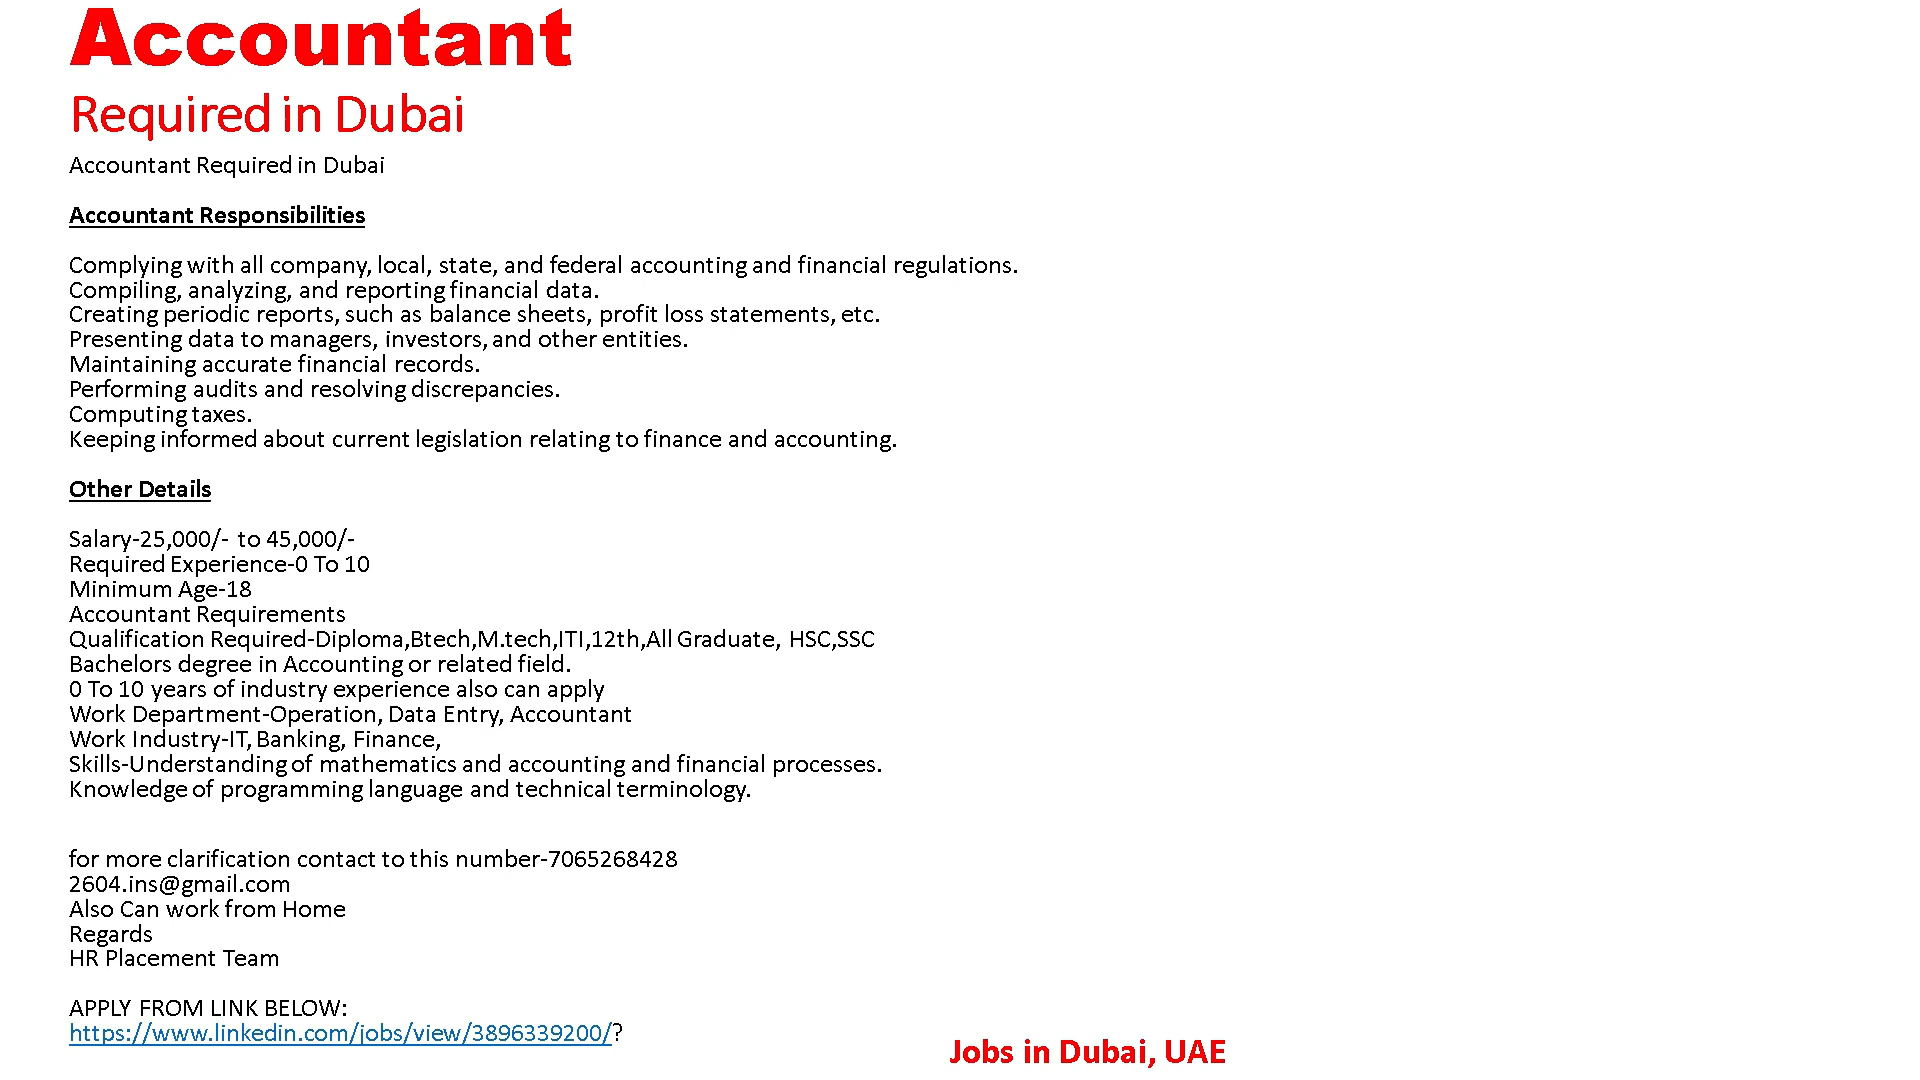 Accountant
Required in Dubai
Accountant Required in Dubai
Accountant Responsibilities
Complying with all company, local, state, and federal accounting and financial regulations.
Compiling, analyzing, and reporting financial data.
Creating periodic reports, such as balance sheets, profit loss statements, etc.
Presenting data to managers, investors, and other entities.
Maintaining accurate financial records.
Performing audits and resolving discrepancies.
Computing taxes.
Keeping informed about current legislation relating to finance and accounting.
Other Details
Salary-25,000/- to 45,000/-
Required Experience-0 To 10
Minimum Age-18
Accountant Requirements
Qualification Required-Diploma,Btech,M.tech,ITI,12th,All Graduate, HSC,SSC
Bachelors degree in Accounting or related field.
0 To 10 years of industry experience also can apply
Work Department-Operation, Data Entry, Accountant
Work Industry-IT, Banking, Finance,
Skills-Understanding of mathematics and accounting and financial processes.
Knowledge of programming language and technical terminology.
for more clarification contact to this number-7065268428
2604.ins@gmail.com
Also Can work from Home
Regards
HR Placement Team
APPLY FROM LINK BELOW:
https://www.linkedin.com/jobs/view/3896339200/?
Jobs in Dubai, UAE